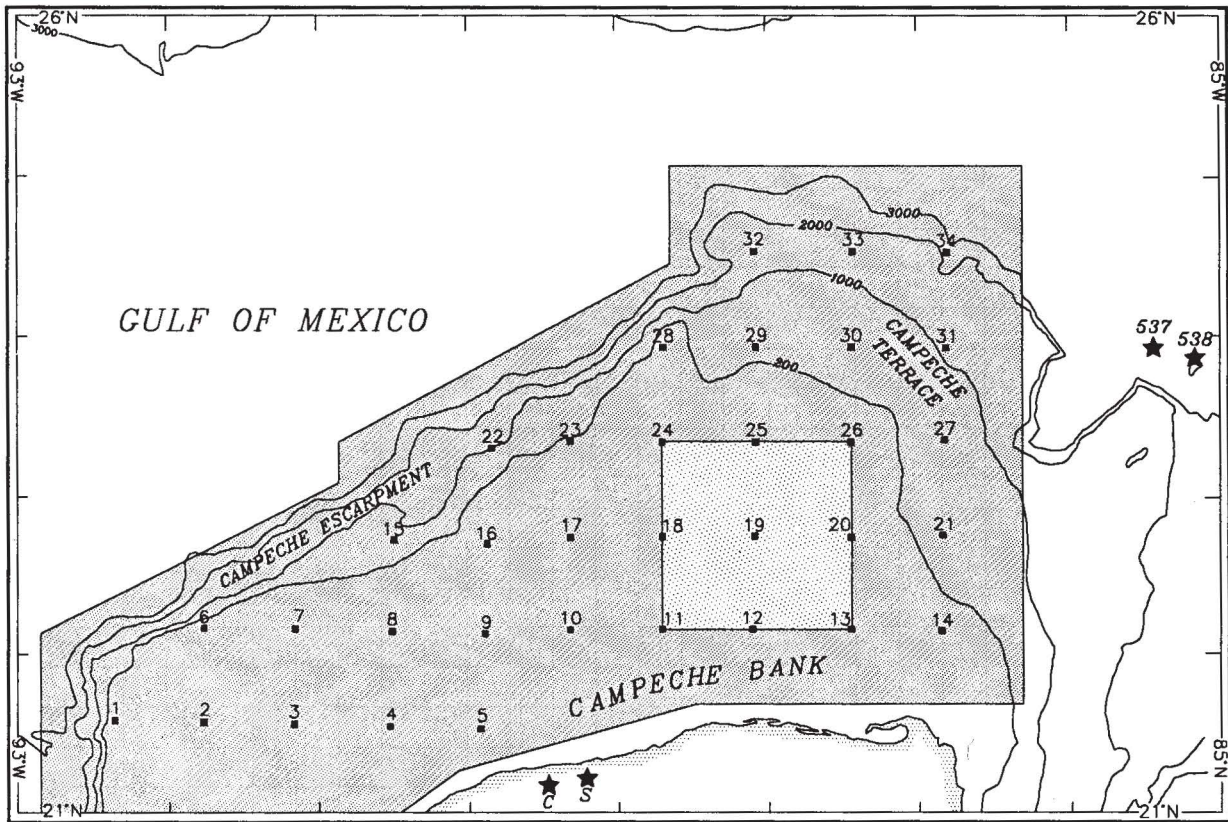 26°N 26°N
3000
93°W 85°W
3000
2000
32 33 34
1000
GULF OF MEXICO
537
538
28 29 30 31
CAMPECHE
TERRACE
200
22 23 24 25 26 27
CAMPECHE ESCARPMENT
15 16 17 18 19 20 21
6 7 8 9 10 11 12 13 14
CAMPECHE BANK
1 2 3 4 5
93°W 85°W
C S
21°N 21°N